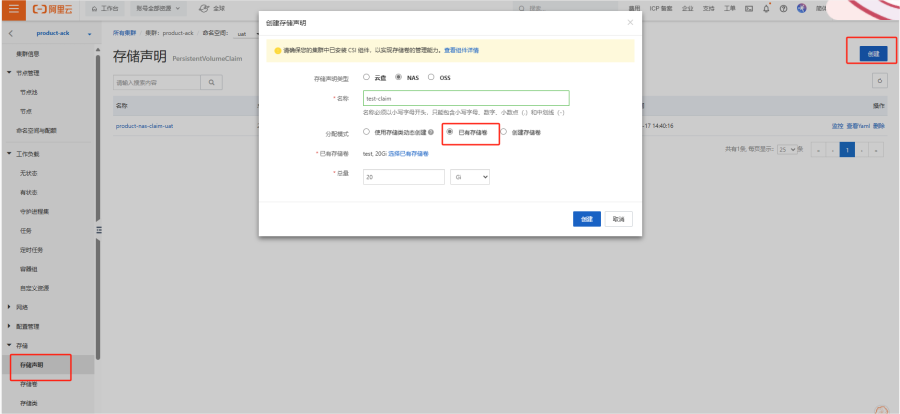 阿里云
工作台
账号全部资源
全球
搜索...
费用
ICP 备案
企业
支持
工单
product-ack
所有集群
集群: product-ack
命名空间: uat
集群信息
节点管理
节点池
节点
命名空间与配额
工作负载
无状态
有状态
守护进程集
任务
定时任务
容器组
自定义资源
网络
配置管理
存储
存储声明
存储卷
存储类
存储声明 PersistentVolumeClaim
创建
请输入搜索内容
名称
操作
product-nas-claim-uat
-17 14:40:16
监控 查看Yaml 删除
共有1条, 每页显示: 25 条
1
创建存储声明
请确保您的集群中已安装 CSI 组件，以实现存储卷的管理能力。查看组件详情
存储声明类型
云盘
NAS
OSS
* 名称
test-claim
名称必须以小写字母开头，只能包含小写字母、数字、小数点（.）和中划线（-）
分配模式
使用存储类动态创建
已有存储卷
创建存储卷
* 已有存储卷
test, 20Gi 选择已有存储卷
* 总量
20
Gi
创建
取消